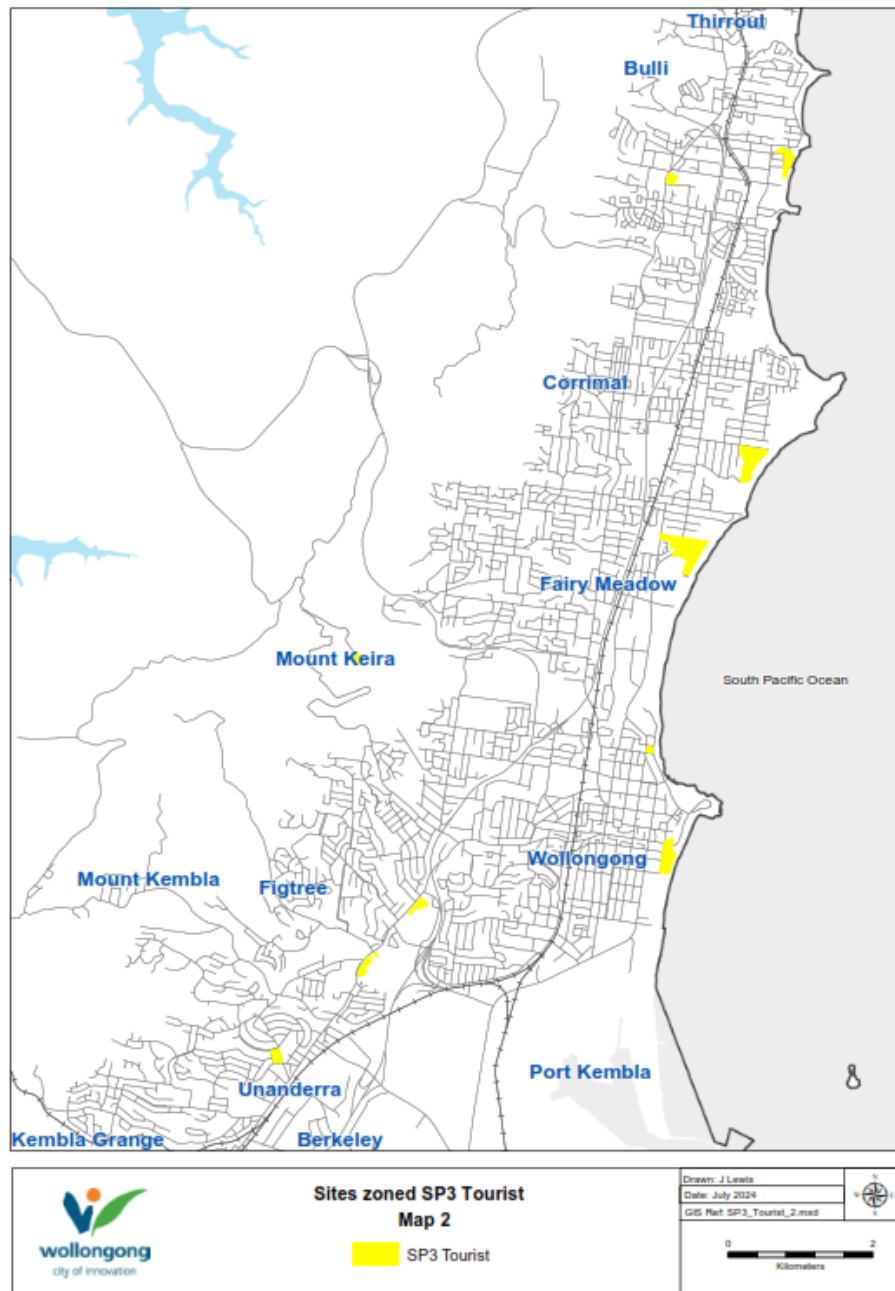 Thirroul
Bulli
Corrimal
Fairy Meadow
Mount Keira
South Pacific Ocean
Wollongong
Mount Kembla
Figtree
Port Kembla
Unanderra
Kembla Grange
Berkeley
wollongong
city of innovation
Sites zoned SP3 Tourist
Map 2
SP3 Tourist
Drawn: J Lewis
Date: July 2024
GIS Ref: SP3_Tourist_2.mxd
N
W
E
S
0 2
Kilometers